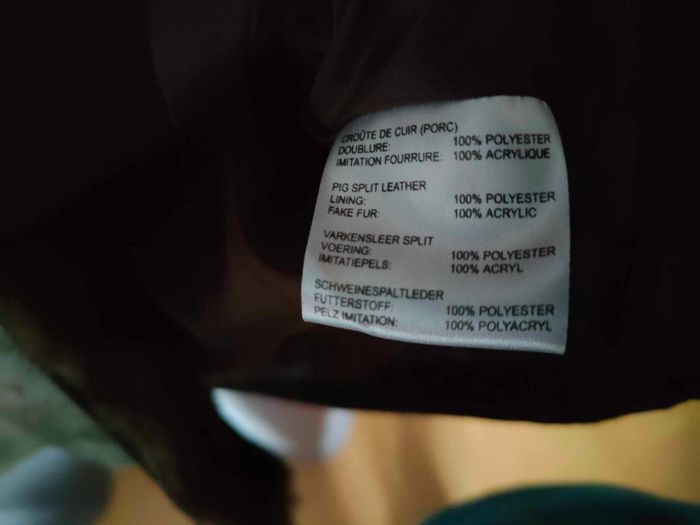 CROÛTE DE CUIR (PORC)
DOUBLURE: 100% POLYESTER
IMITATION FOURRURE: 100% ACRYLIQUE
PIG SPLIT LEATHER
LINING: 100% POLYESTER
FAKE FUR: 100% ACRYLIC
VARKENSLEER SPLIT
VOERING: 100% POLYESTER
IMITATIEPELS: 100% ACRYL
SCHWEINESPALTLEDER
FUTTERSTOFF: 100% POLYESTER
PELZ IMITATION: 100% POLYACRYL